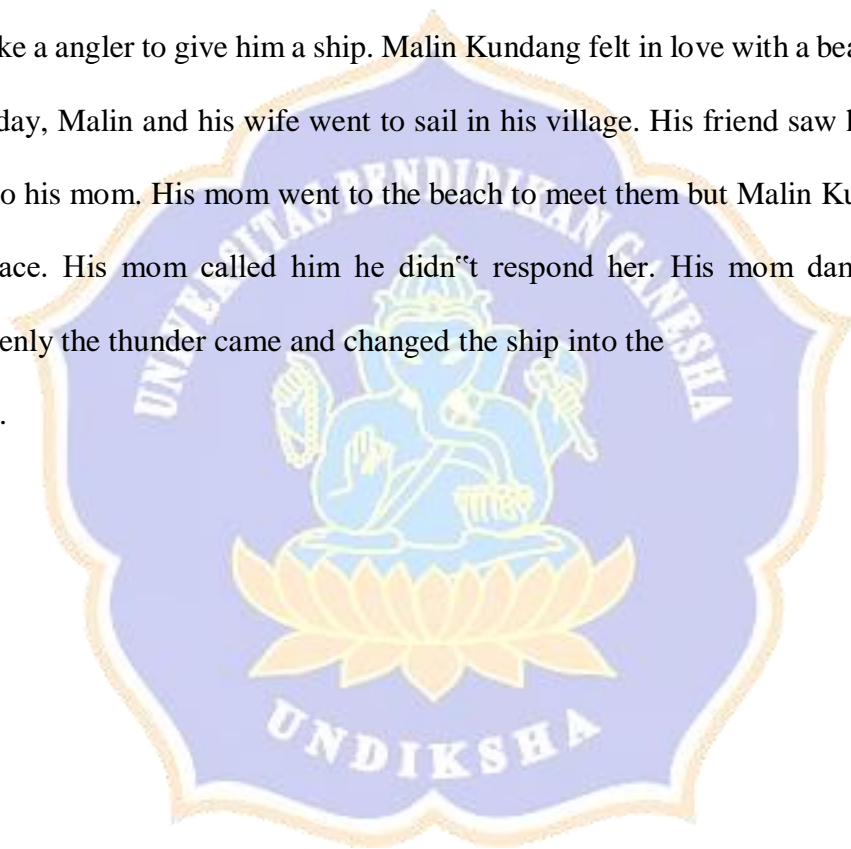 ke a angler to give him a ship. Malin Kundang felt in love with a bea
day, Malin and his wife went to sail in his village. His friend saw
o his mom. His mom went to the beach to meet them but Malin Ku
ace. His mom called him he didn‟t respond her. His mom dam
enly the thunder came and changed the ship into the
.
UNIVERSITAS PENDIDIKAN GANESHA
UNDIKSHA